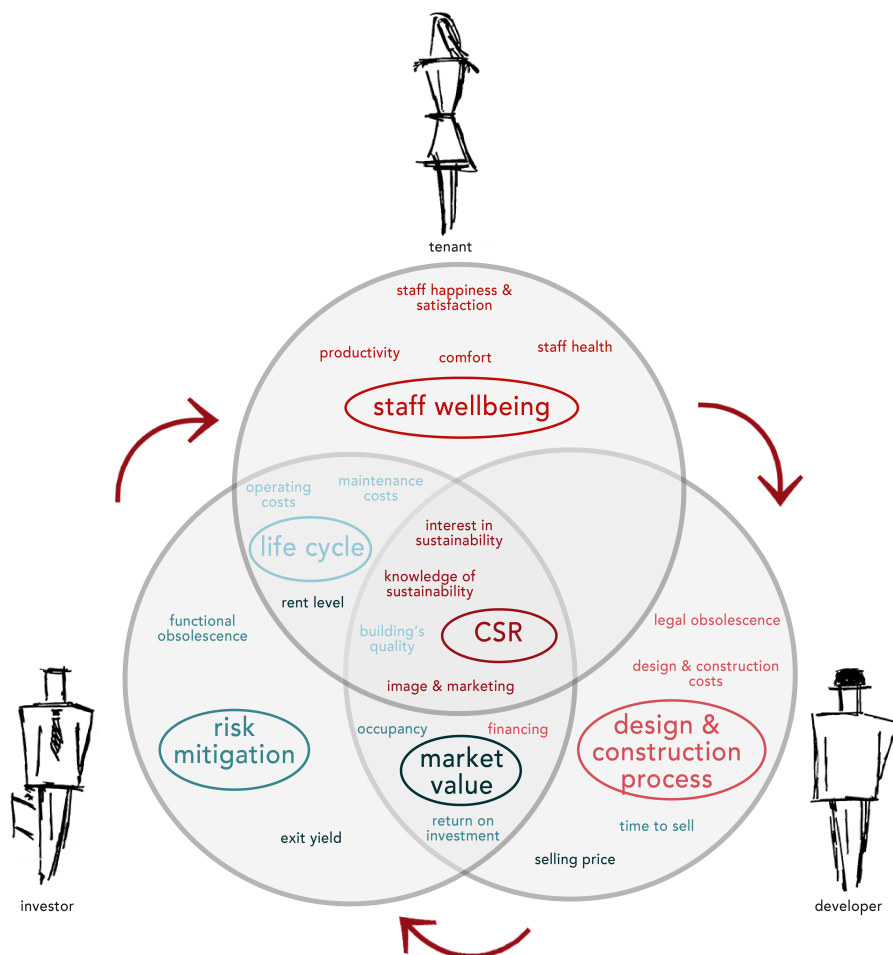 tenant
staff happiness &
satisfaction
productivity
comfort
staff health
staff wellbeing
operating
costs
maintenance
costs
life cycle
rent level
interest in
sustainability
knowledge of
sustainability
building's
quality
CSR
image & marketing
functional
obsolescence
risk
mitigation
exit yield
occupancy
financing
market
value
return on
investment
legal obsolescence
design & construction
costs
design &
construction
process
time to sell
selling price
investor
developer